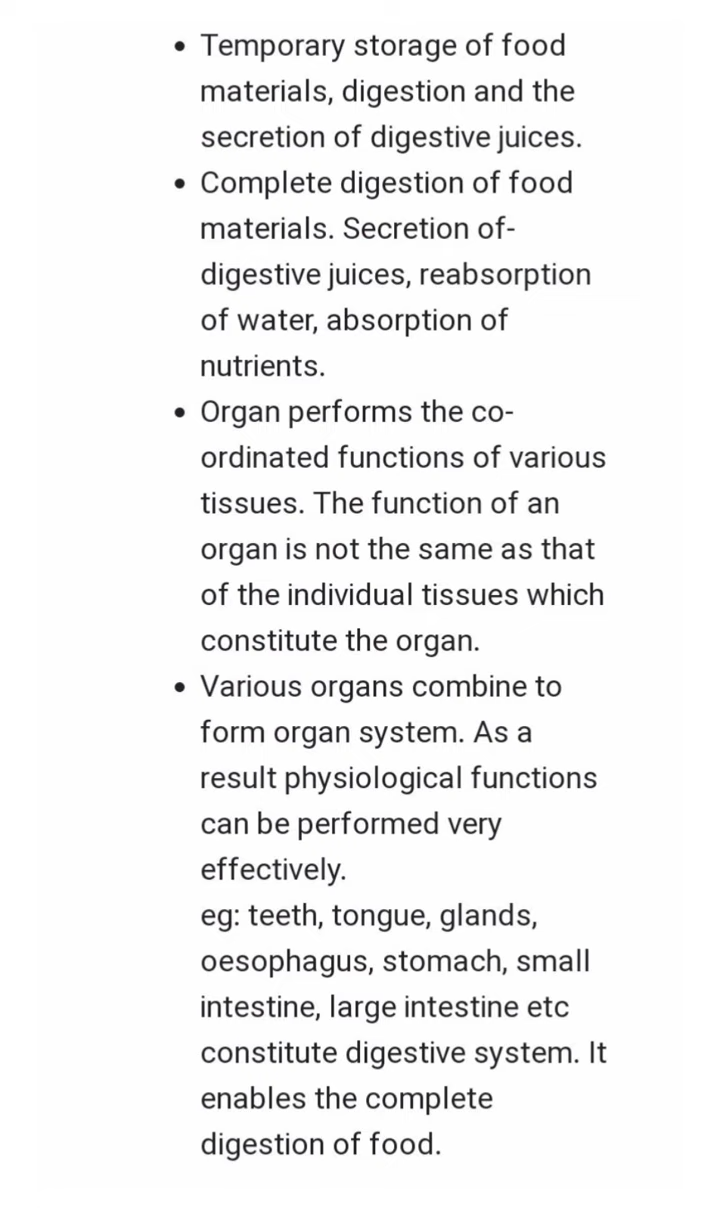 • Temporary storage of food
materials, digestion and the
secretion of digestive juices.
• Complete digestion of food
materials. Secretion of-
digestive juices, reabsorption
of water, absorption of
nutrients.
• Organ performs the co-
ordinated functions of various
tissues. The function of an
organ is not the same as that
of the individual tissues which
constitute the organ.
• Various organs combine to
form organ system. As a
result physiological functions
can be performed very
effectively.
eg: teeth, tongue, glands,
oesophagus, stomach, small
intestine, large intestine etc
constitute digestive system. It
enables the complete
digestion of food.